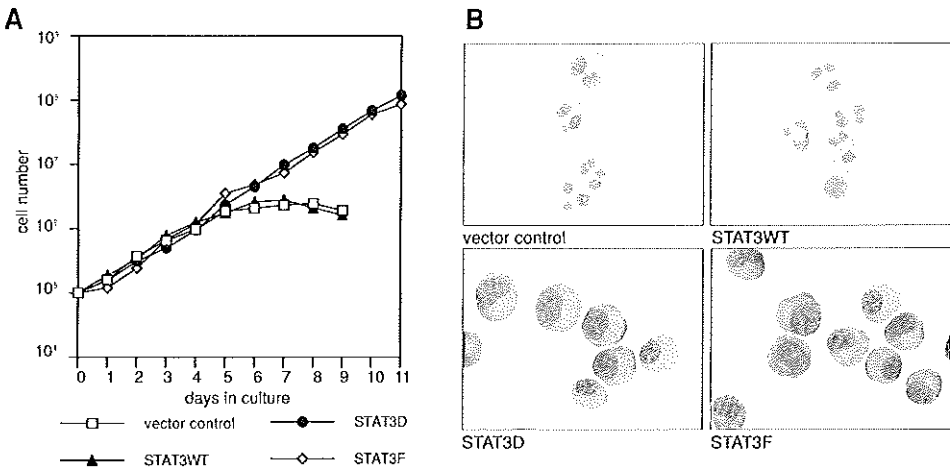 A
10⁹
10⁸
10⁷
10⁶
10⁵
10⁴
cell number
0 1 2 3 4 5 6 7 8 9 10 11
days in culture
vector control
STAT3D
STAT3WT
STAT3F
B
vector control
STAT3WT
STAT3D
STAT3F